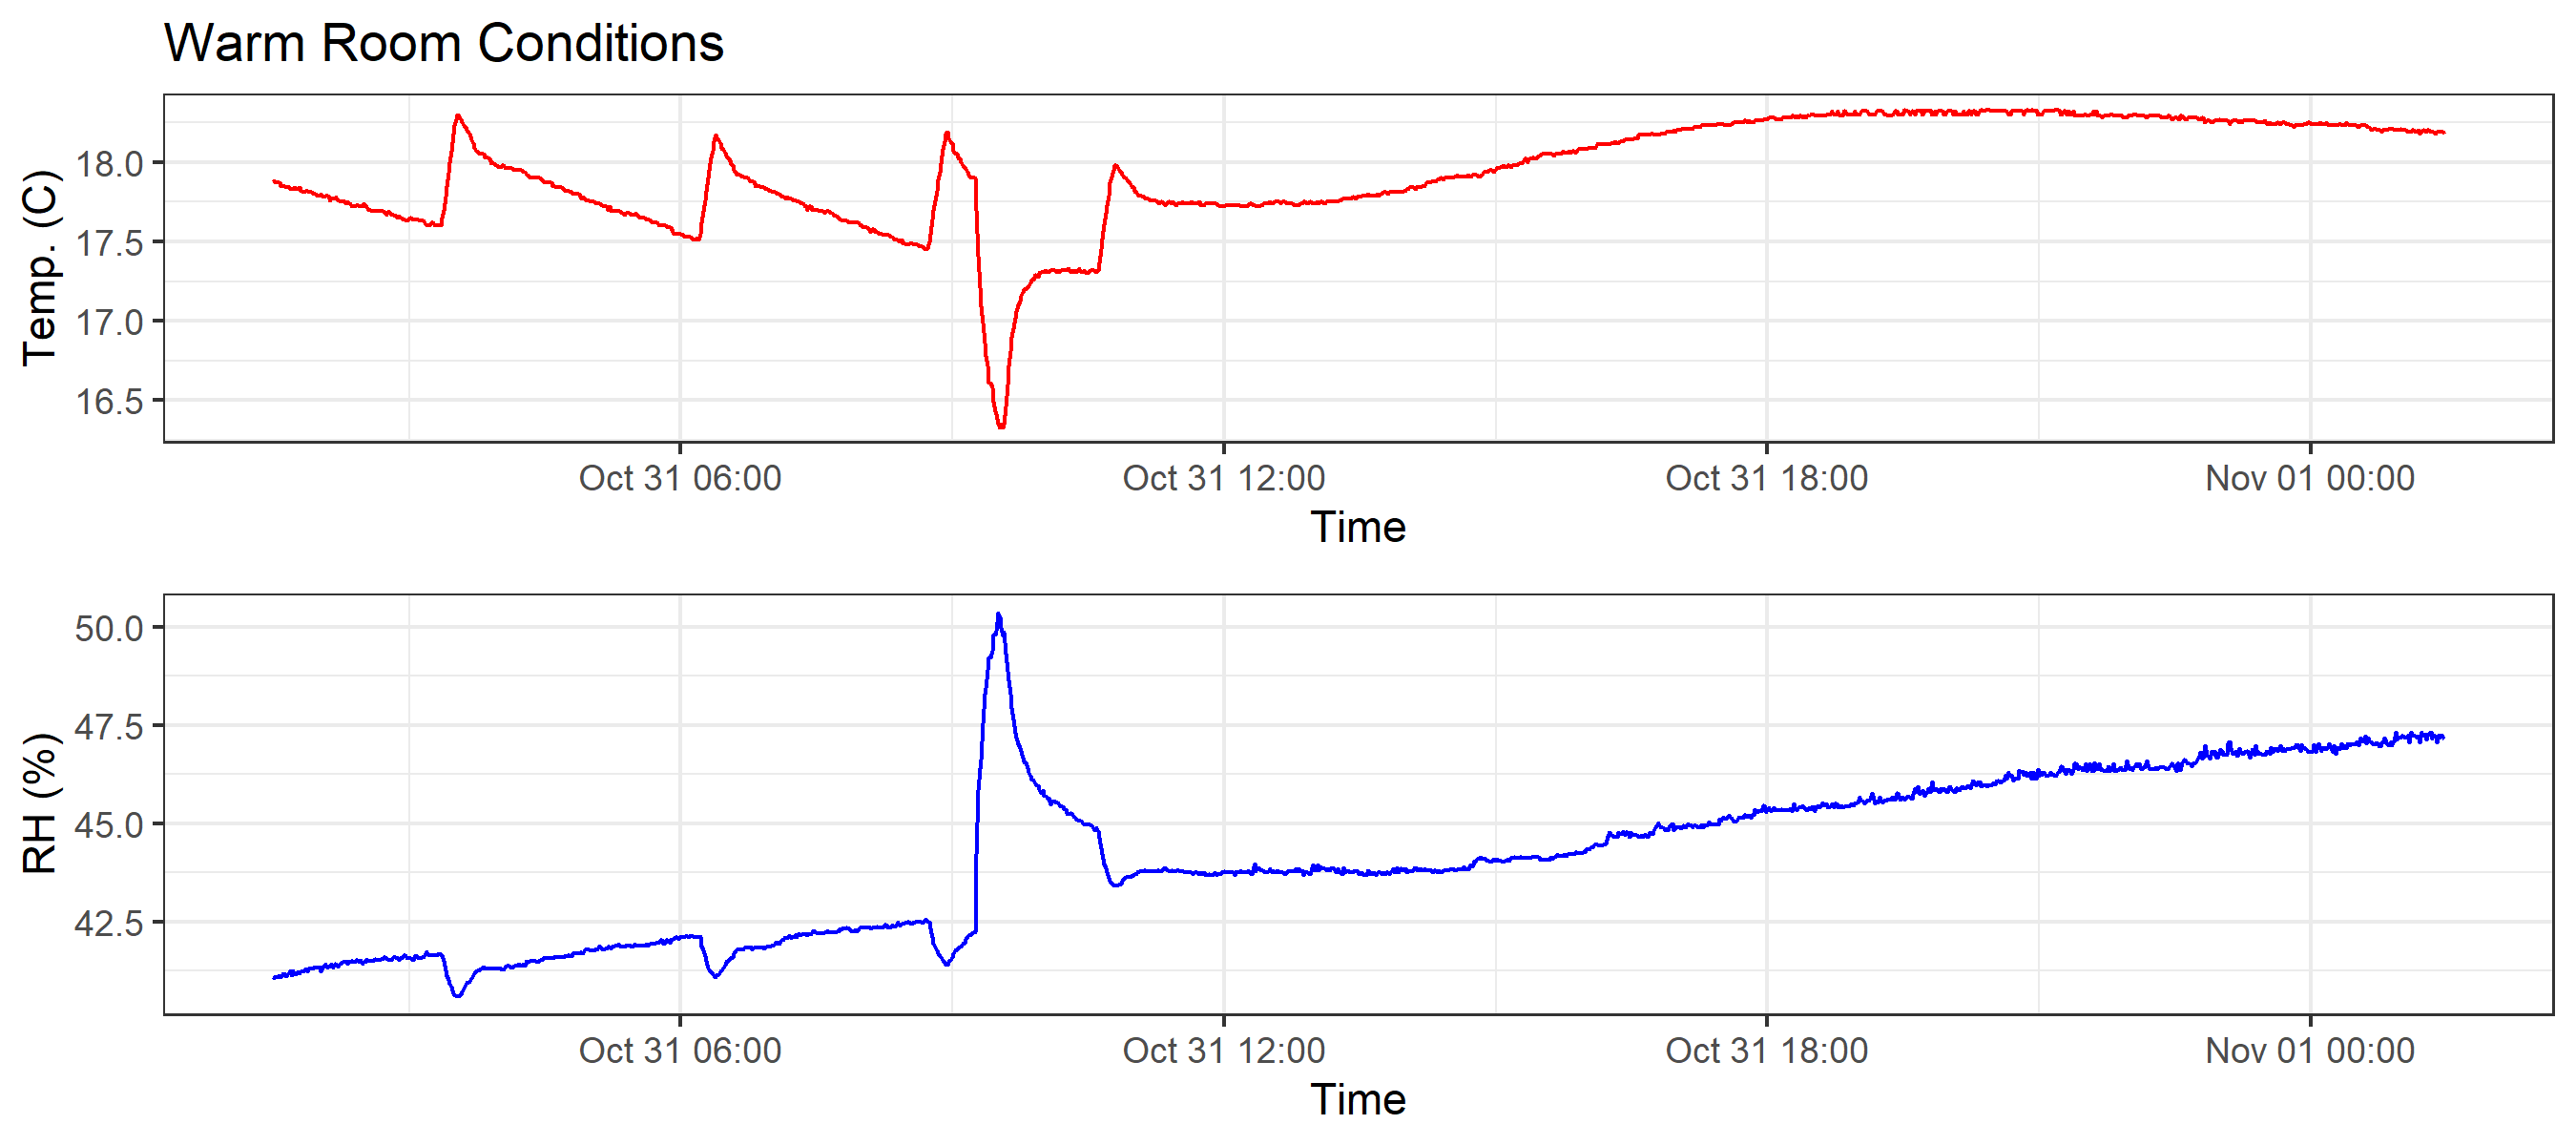 Warm Room Conditions
Temp. (C)
18.0
17.5
17.0
16.5
Oct 31 06:00 Oct 31 12:00 Oct 31 18:00 Nov 01 00:00
Time
RH (%)
50.0
47.5
45.0
42.5
Oct 31 06:00 Oct 31 12:00 Oct 31 18:00 Nov 01 00:00
Time